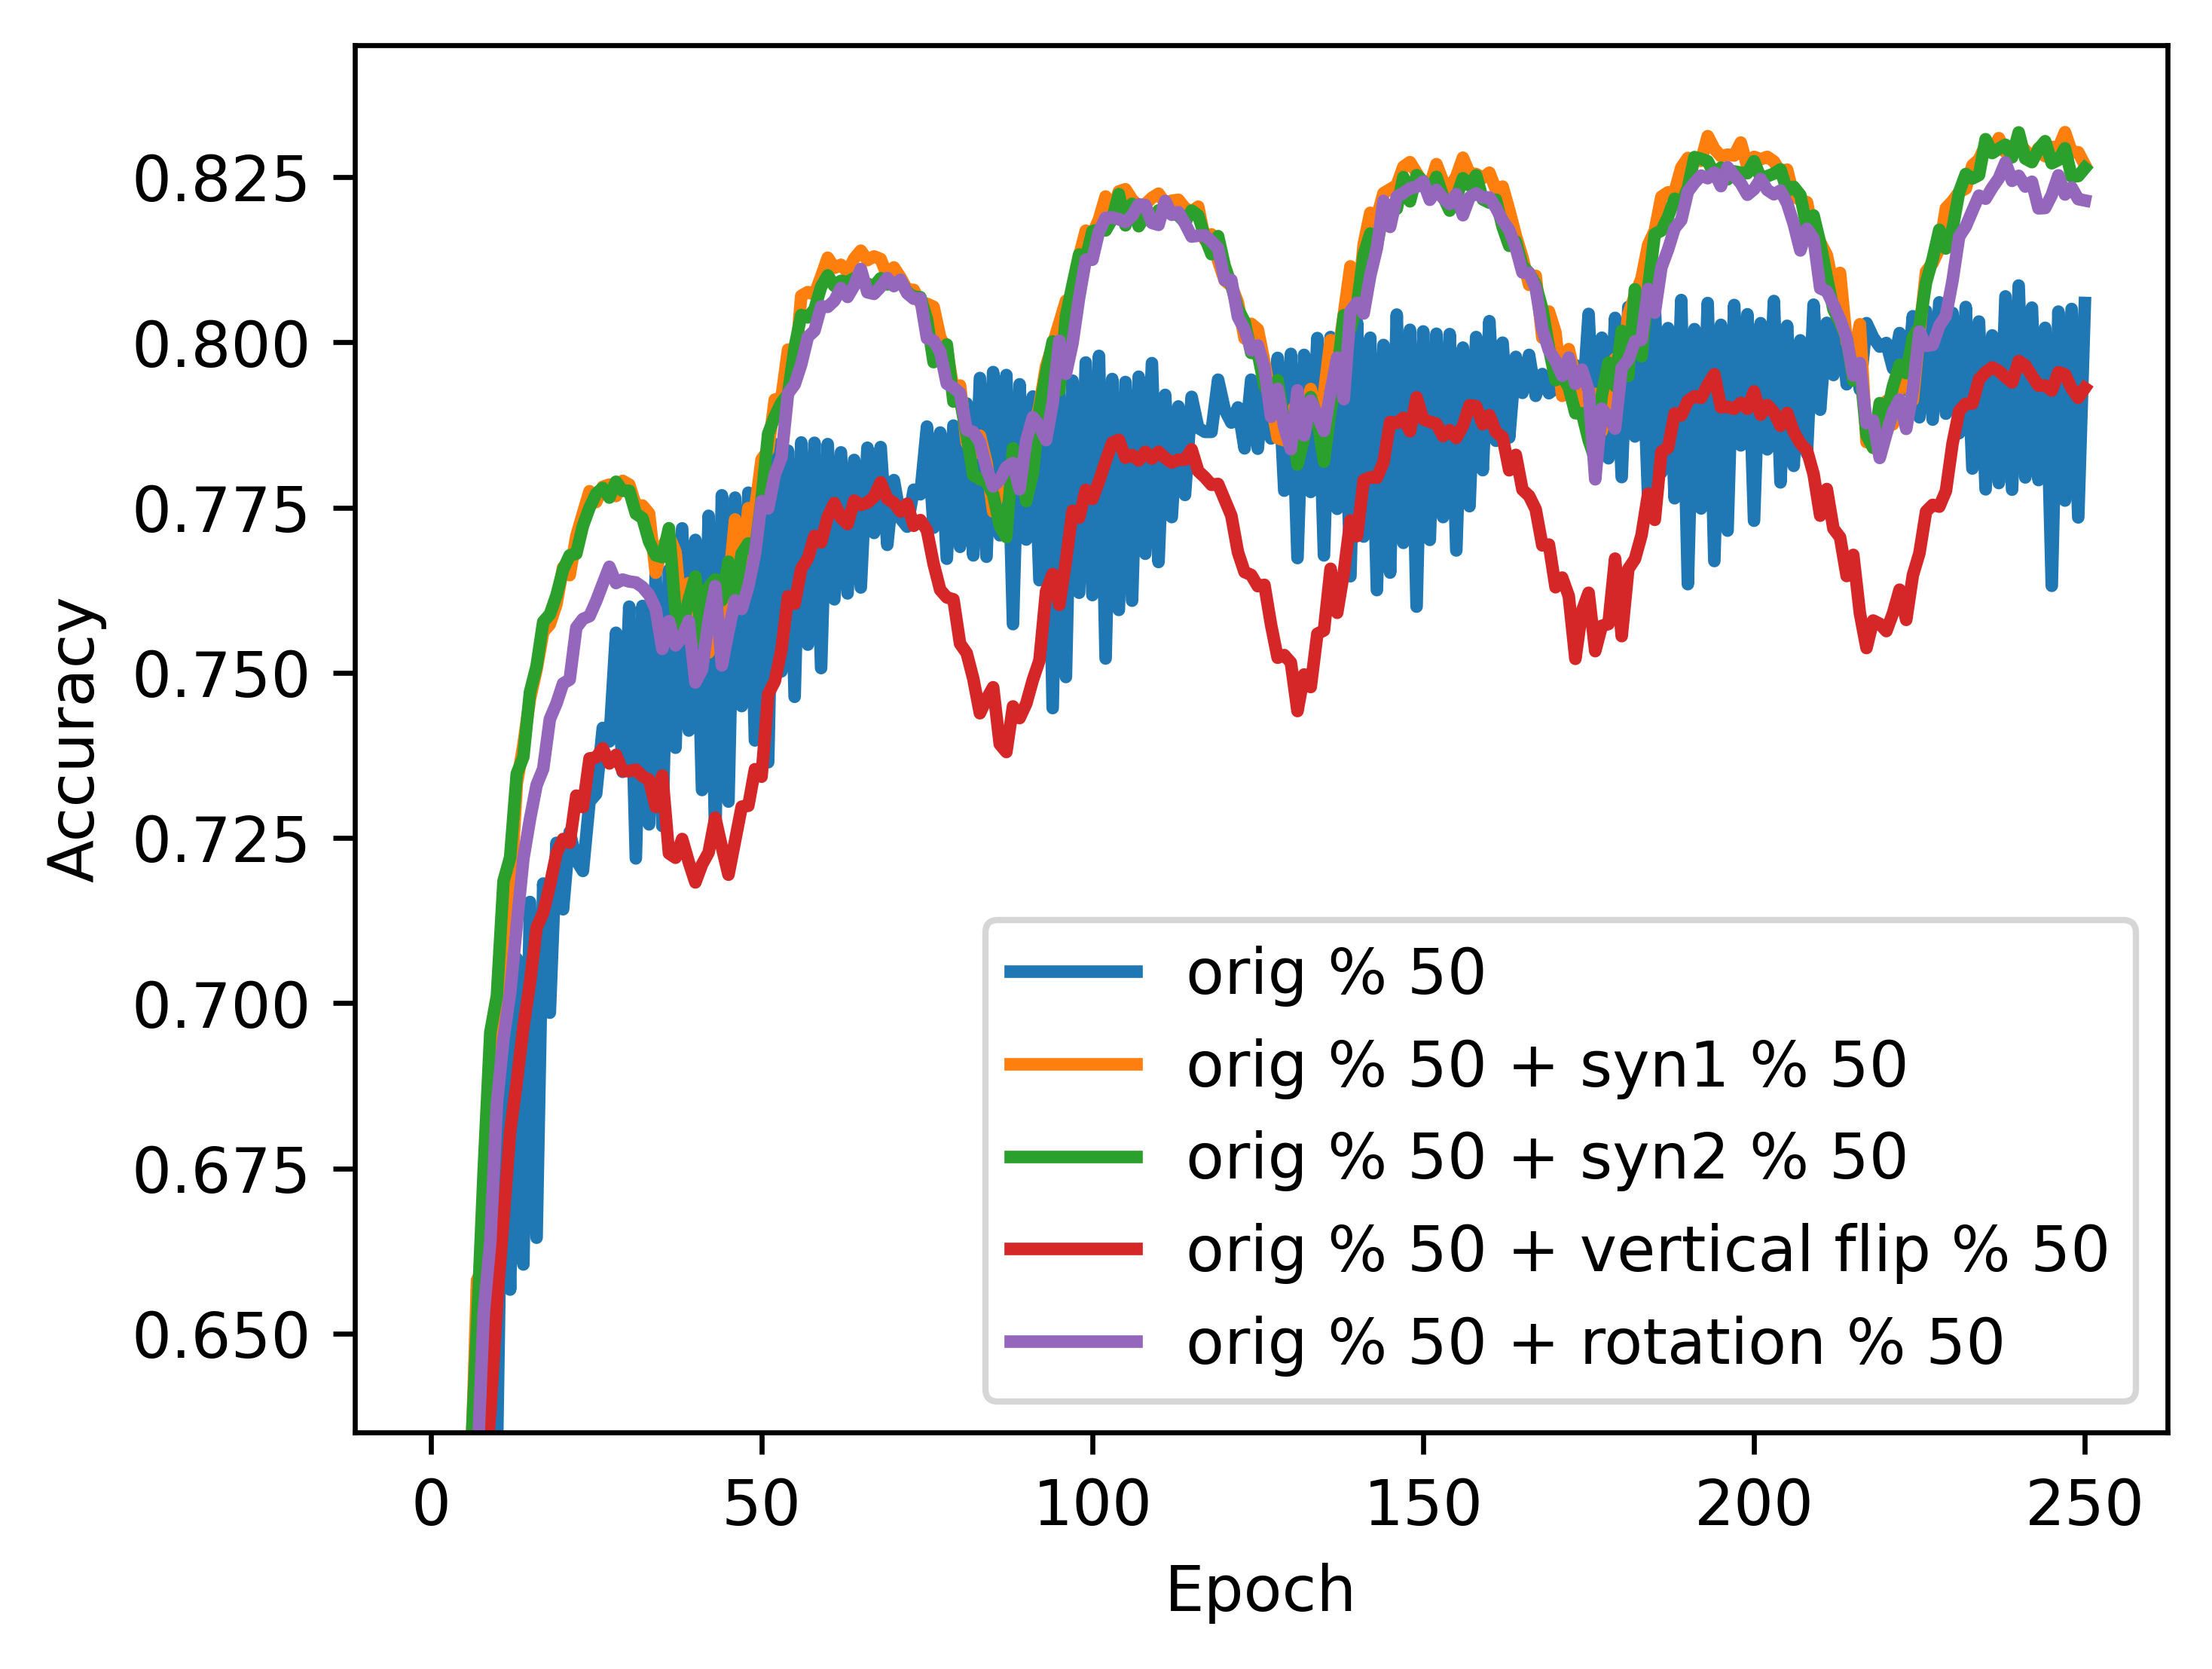 Accuracy
0.825
0.800
0.775
0.750
0.725
0.700
0.675
0.650
orig % 50
orig % 50 + syn1 % 50
orig % 50 + syn2 % 50
orig % 50 + vertical flip % 50
orig % 50 + rotation % 50
0 50 100 150 200 250
Epoch